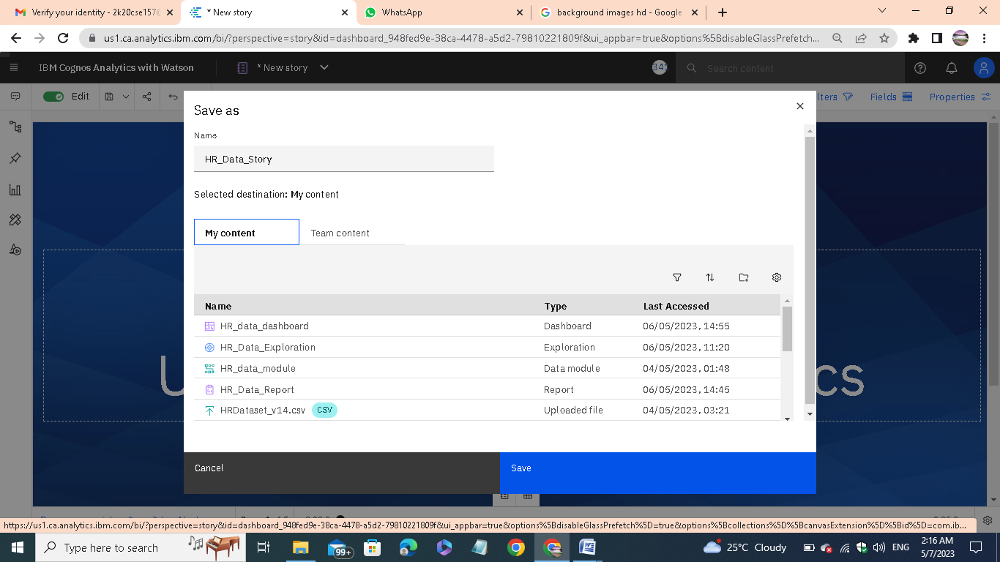 Verify your identity - 2k20cse157@
* New story
WhatsApp
background images hd - Google
us1.ca.analytics.ibm.com/bi/?perspective=story&id=dashboard_948fed9e-38ca-4478-a5d2-79810221809f&ui_appbar=true&options%5BdisableGlassPrefetch...
IBM Cognos Analytics with Watson
* New story
Search content
Edit
Fields
Properties
Save as
Name
HR_Data_Story
Selected destination: My content
My content
Team content
Name Type Last Accessed
HR_data_dashboard Dashboard 06/05/2023, 14:55
HR_Data_Exploration Exploration 06/05/2023, 11:20
HR_data_module Data module 04/05/2023, 01:48
HR_Data_Report Report 06/05/2023, 14:45
HRDataset_v14.csv CSV Uploaded file 04/05/2023, 03:21
Cancel
Save
https://us1.ca.analytics.ibm.com/bi/?perspective=story&id=dashboard_948fed9e-38ca-4478-a5d2-79810221809f&ui_appbar=true&options%5BdisableGlassPrefetch%5D=true&options%5Bcollections%5D%5BcanvasExtension%5D%5Bid%5D=com.ib...
Type here to search
99+
25°C Cloudy
ENG
2:16 AM
5/7/2023